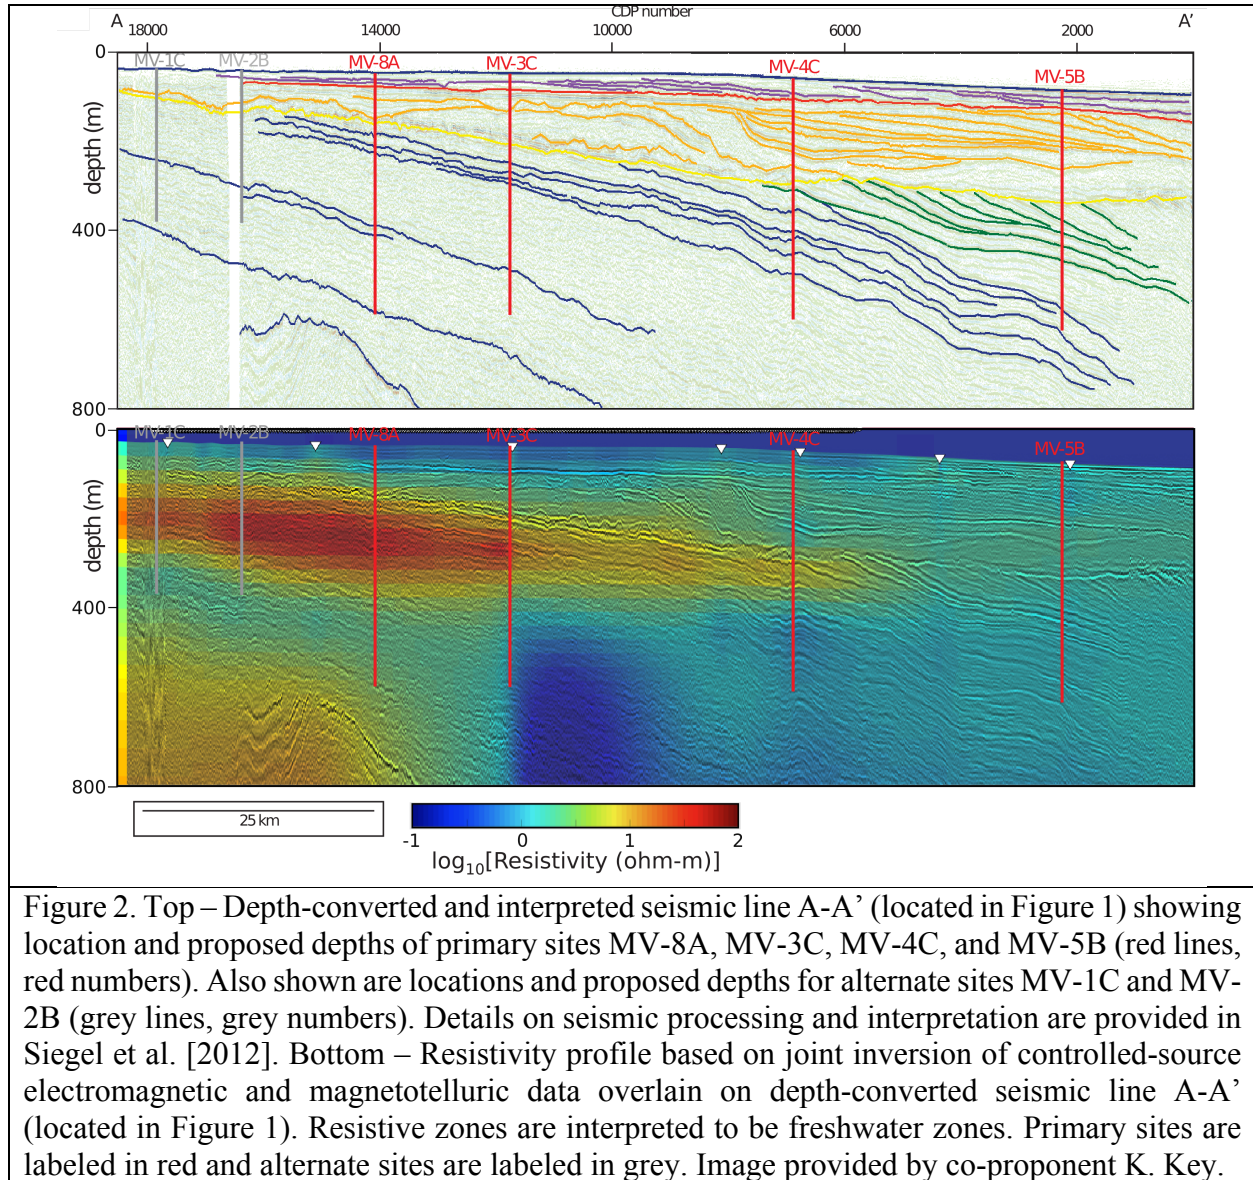 A CDP number A’
18000 14000 10000 6000 2000
0
MV-1C MV-2B MV-8A MV-3C MV-4C MV-5B
depth (m)
400
800
0
MV-1C MV-2B MV-8A MV-3C MV-4C MV-5B
depth (m)
400
800
25 km
-1 0 1 2
log10[Resistivity (ohm-m)]
Figure 2. Top – Depth-converted and interpreted seismic line A-A’ (located in Figure 1) showing
location and proposed depths of primary sites MV-8A, MV-3C, MV-4C, and MV-5B (red lines,
red numbers). Also shown are locations and proposed depths for alternate sites MV-1C and MV-
2B (grey lines, grey numbers). Details on seismic processing and interpretation are provided in
Siegel et al. [2012]. Bottom – Resistivity profile based on joint inversion of controlled-source
electromagnetic and magnetotelluric data overlain on depth-converted seismic line A-A’
(located in Figure 1). Resistive zones are interpreted to be freshwater zones. Primary sites are
labeled in red and alternate sites are labeled in grey. Image provided by co-proponent K. Key.